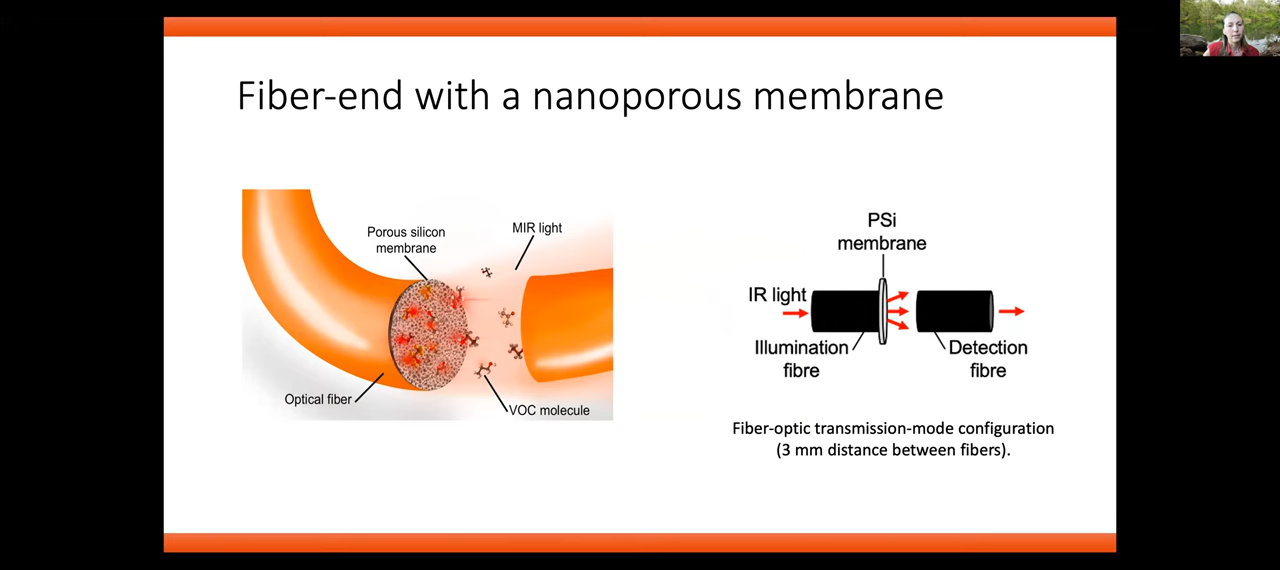 Fiber-end with a nanoporous membrane
Porous silicon
membrane
MIR light
Optical fiber
VOC molecule
PSi
membrane
IR light
Illumination
fibre
Detection
fibre
Fiber-optic transmission-mode configuration
(3 mm distance between fibers).